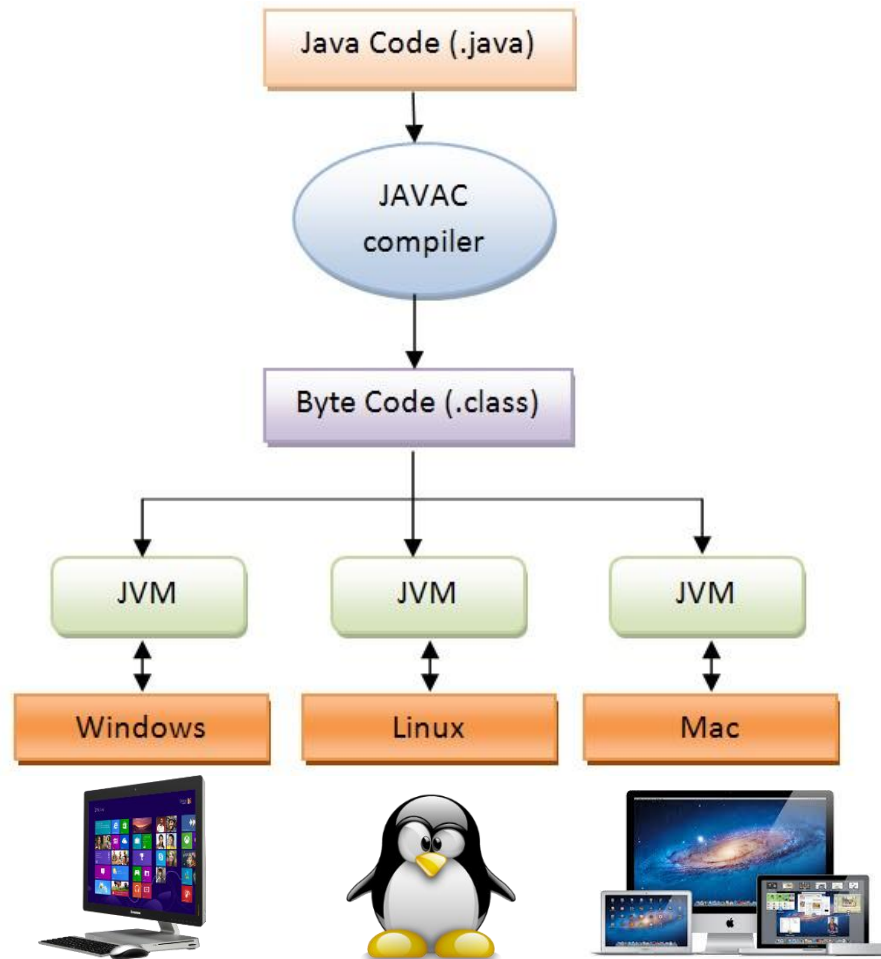 Java Code (.java)
JAVAC
compiler
Byte Code (.class)
JVM
JVM
JVM
Windows
Linux
Mac